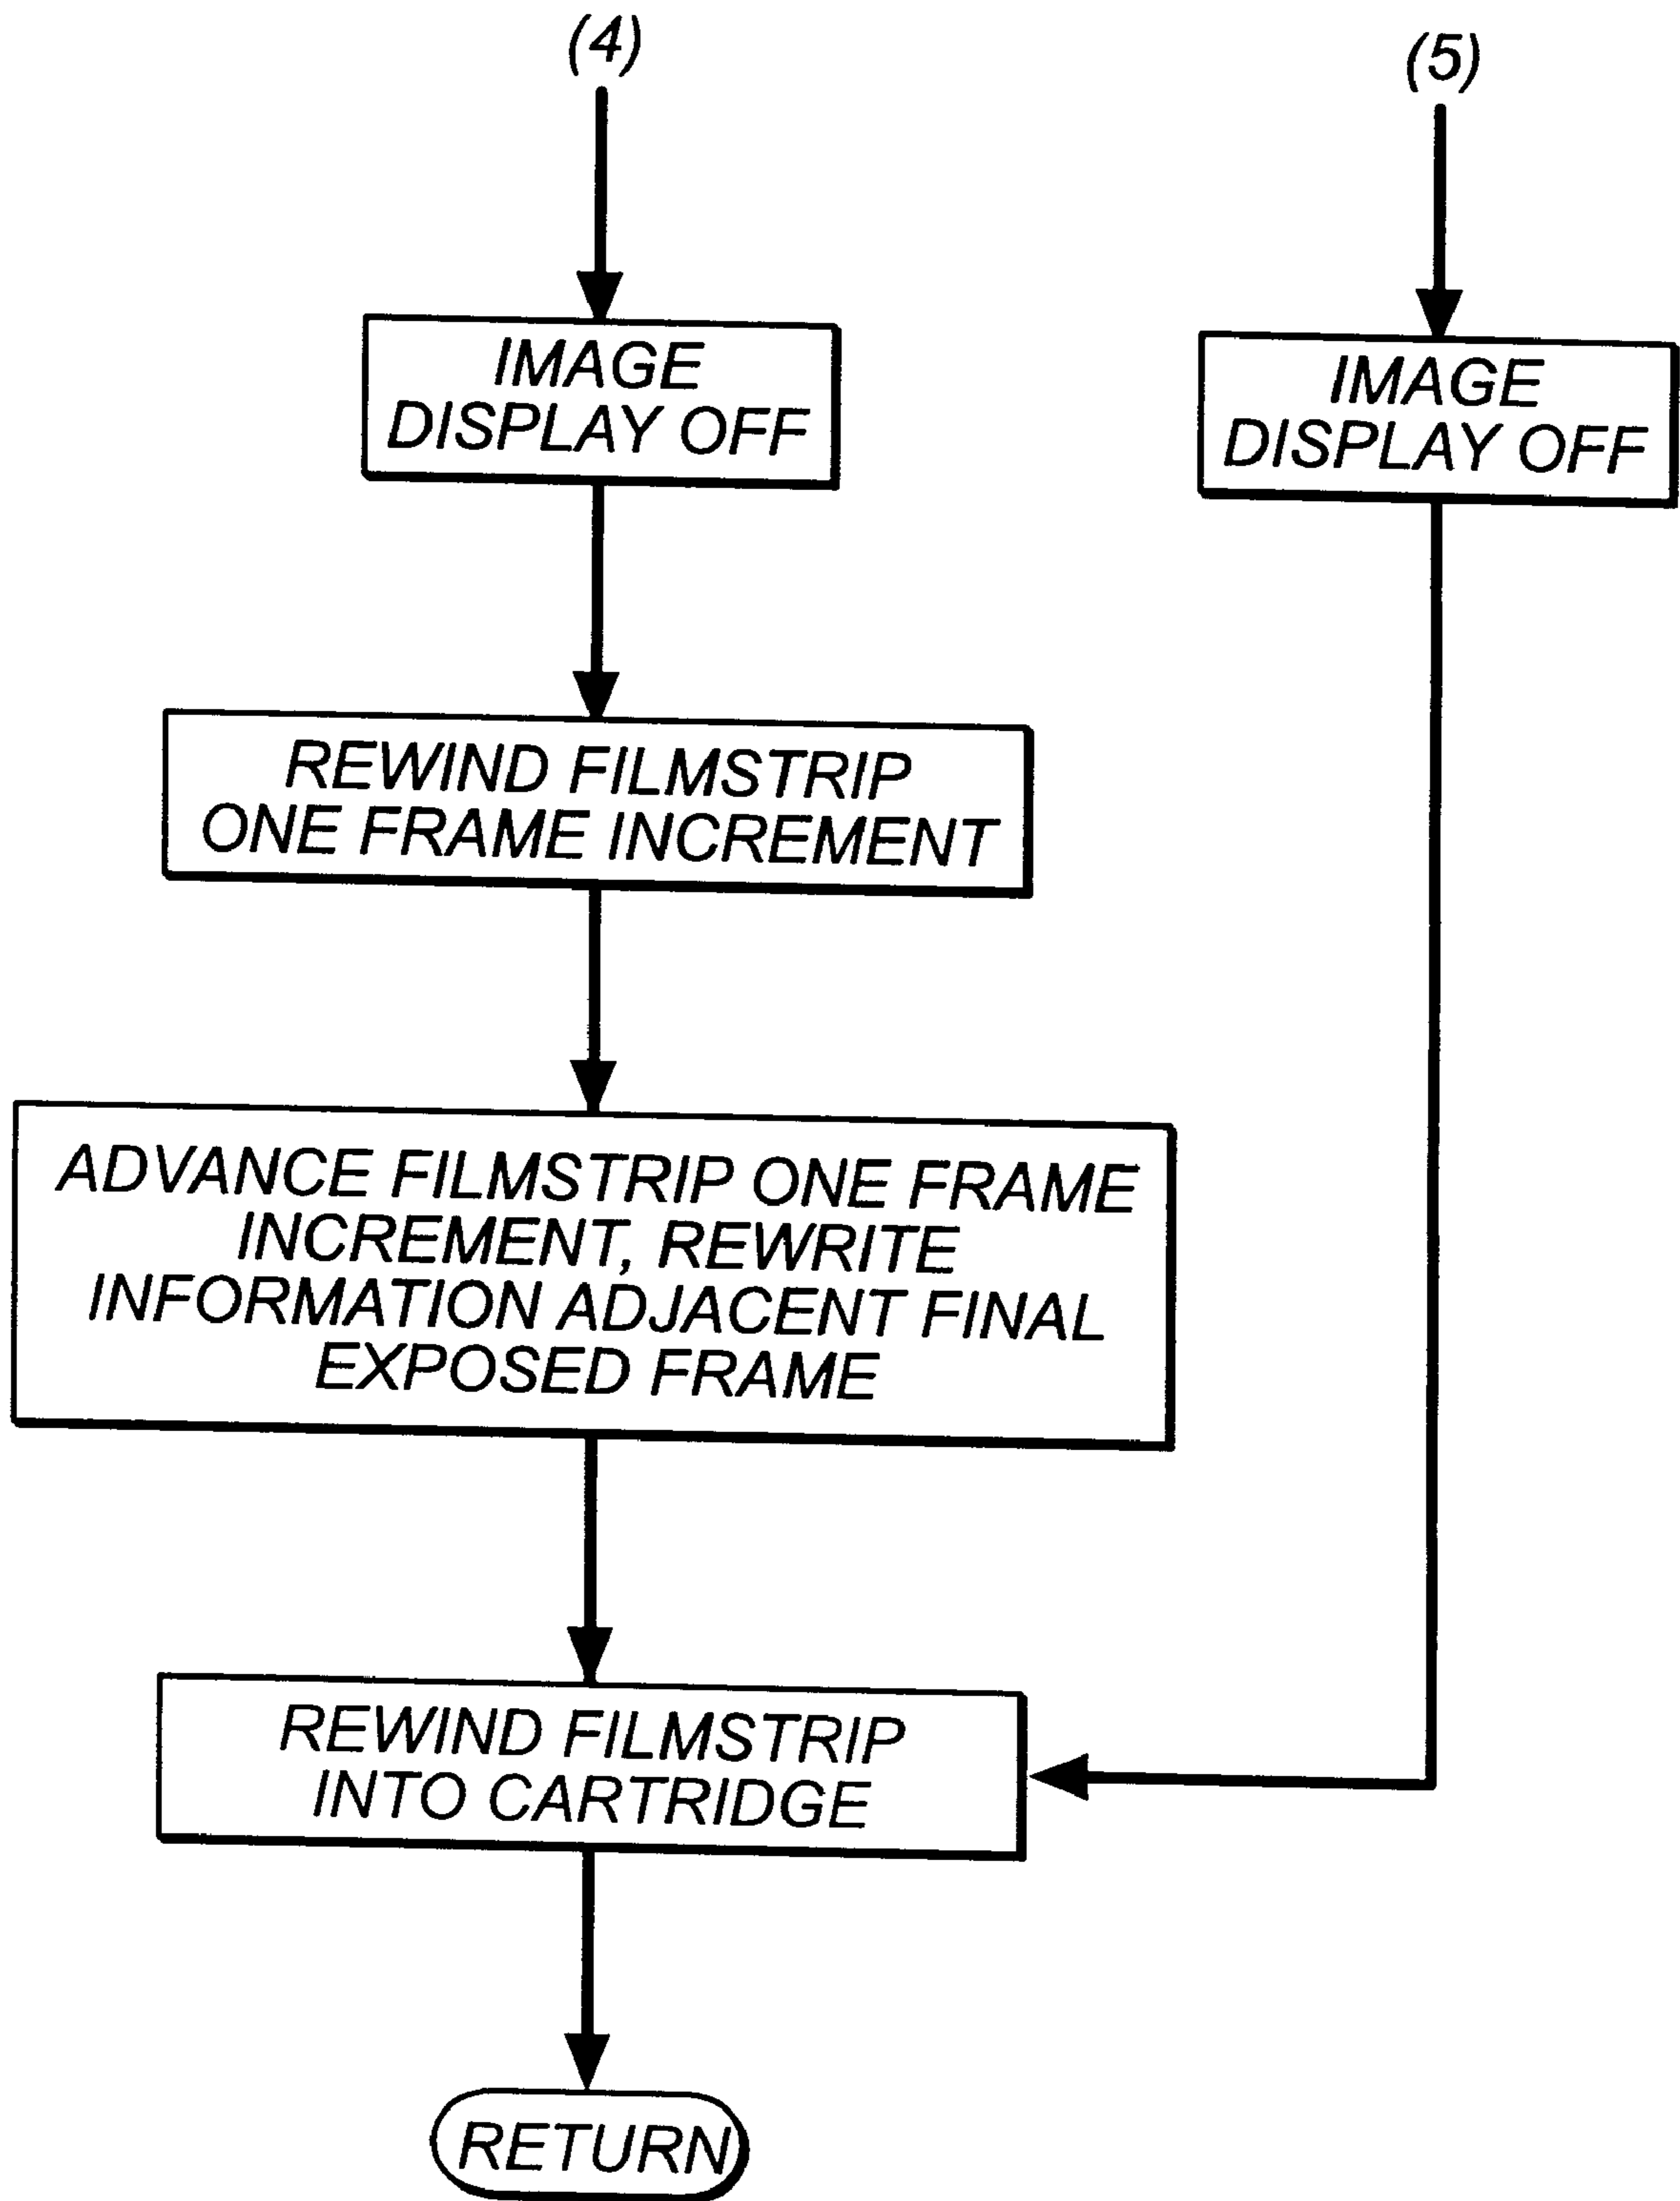 (4)
IMAGE
DISPLAY OFF
REWIND FILMSTRIP
ONE FRAME INCREMENT
ADVANCE FILMSTRIP ONE FRAME
INCREMENT, REWRITE
INFORMATION ADJACENT FINAL
EXPOSED FRAME
(5)
IMAGE
DISPLAY OFF
REWIND FILMSTRIP
INTO CARTRIDGE
RETURN